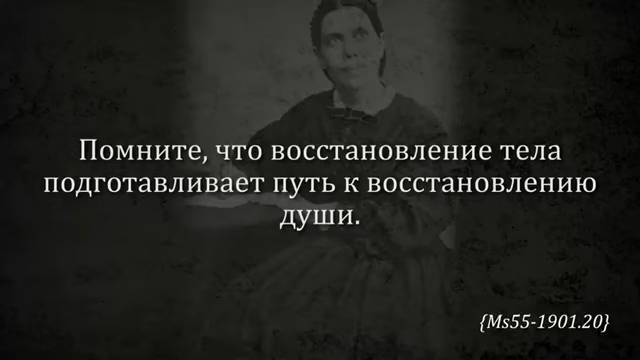 Помните, что восстановление тела
подготавливает путь к восстановлению
души.
{Ms55-1901.20}